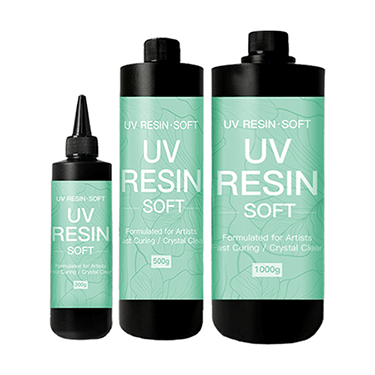 UV RESIN·SOFT
UV
RESIN
SOFT
Formulated for Artists
Fast Curing / Crystal Clear
200g
UV RESIN·SOFT
UV
RESIN
SOFT
Formulated for Artists
Fast Curing / Crystal Clear
500g
UV RESIN·SOFT
UV
RESIN
SOFT
Formulated for Artists
Fast Curing / Crystal Clear
1000g